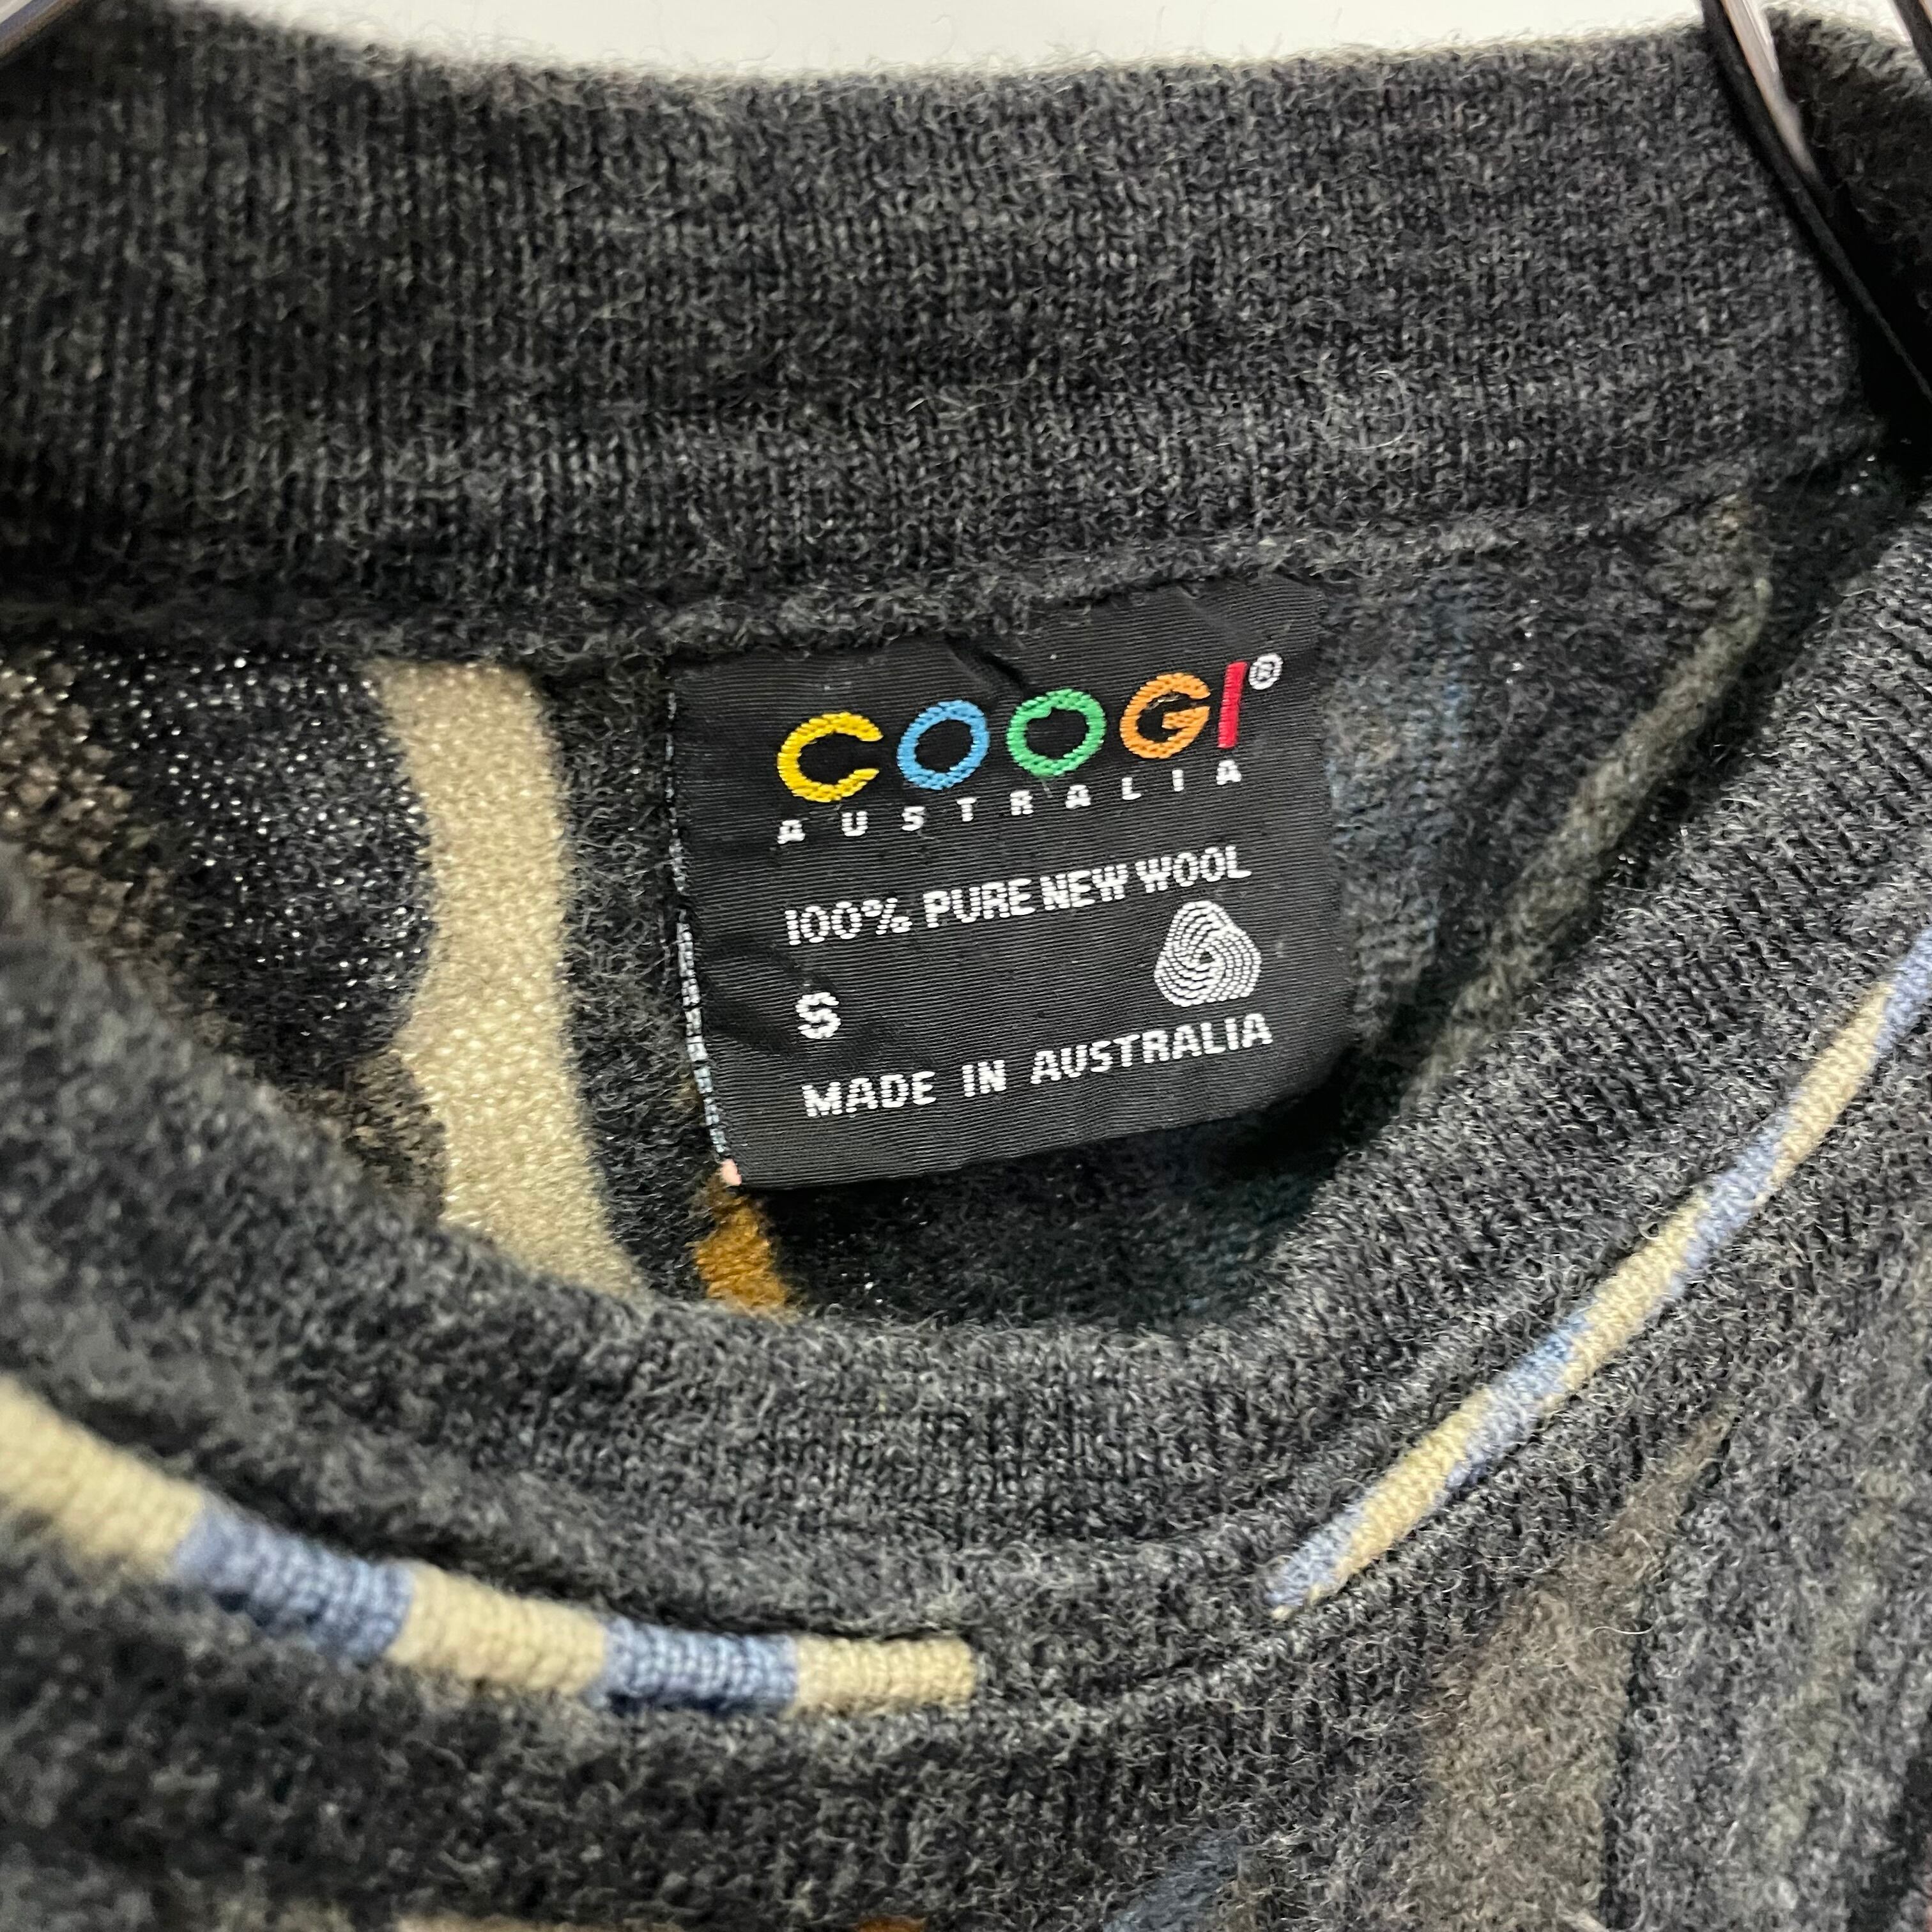 COOGI®
AUSTRALIA
100% PURE NEW WOOL
S
MADE IN AUSTRALIA